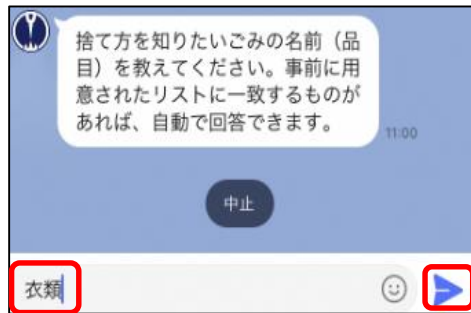 捨て方を知りたいごみの名前（品
目）を教えてください。事前に用
意されたリストに一致するものが
あれば、自動で回答できます。
11:00
中止
衣類